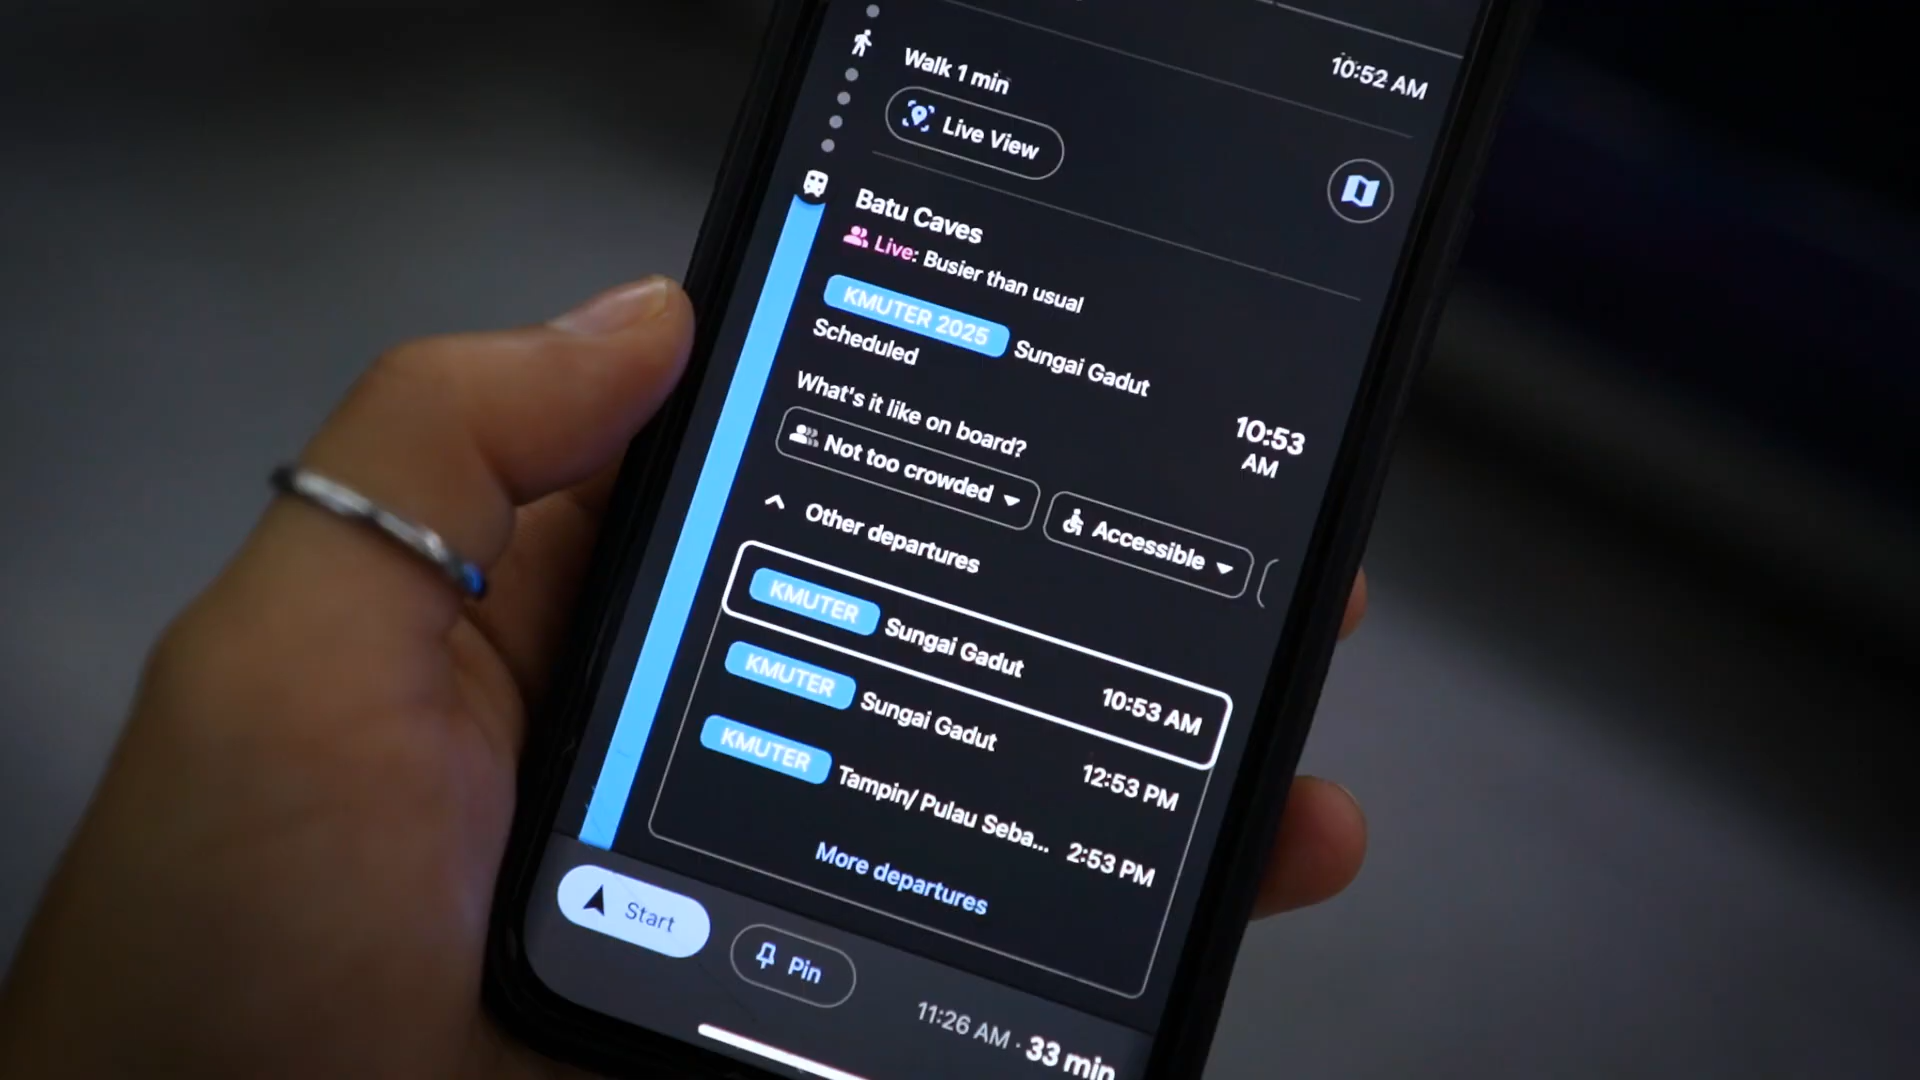 10:52 AM
Walk 1 min
Live View
Batu Caves
Live: Busier than usual
KMUTER 2025 Sungai Gadut
Scheduled
10:53
AM
What's it like on board?
Not too crowded
Accessible
Other departures
KMUTER Sungai Gadut 10:53 AM
KMUTER Sungai Gadut 12:53 PM
KMUTER Tampin/ Pulau Seba... 2:53 PM
More departures
Start
Pin
11:26 AM · 33 min